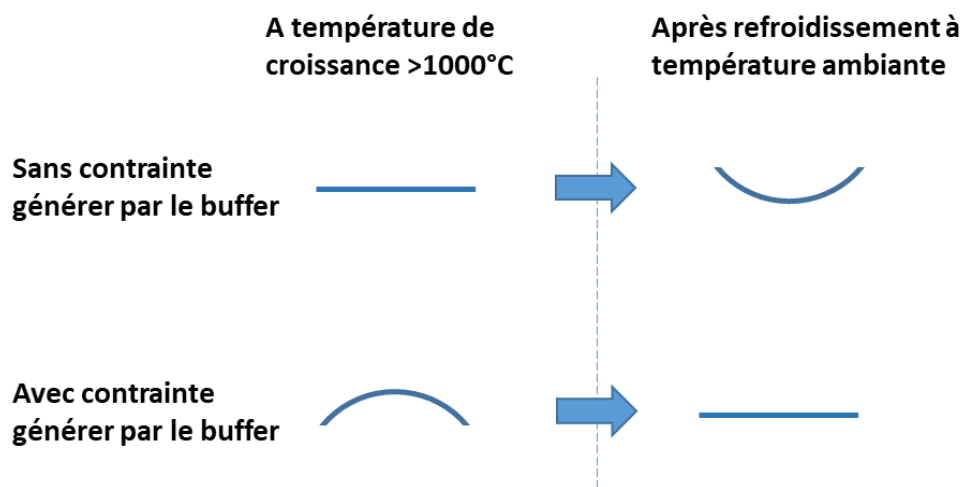 A température de
croissance >1000°C
Après refroidissement à
température ambiante
Sans contrainte
générer par le buffer
Avec contrainte
générer par le buffer